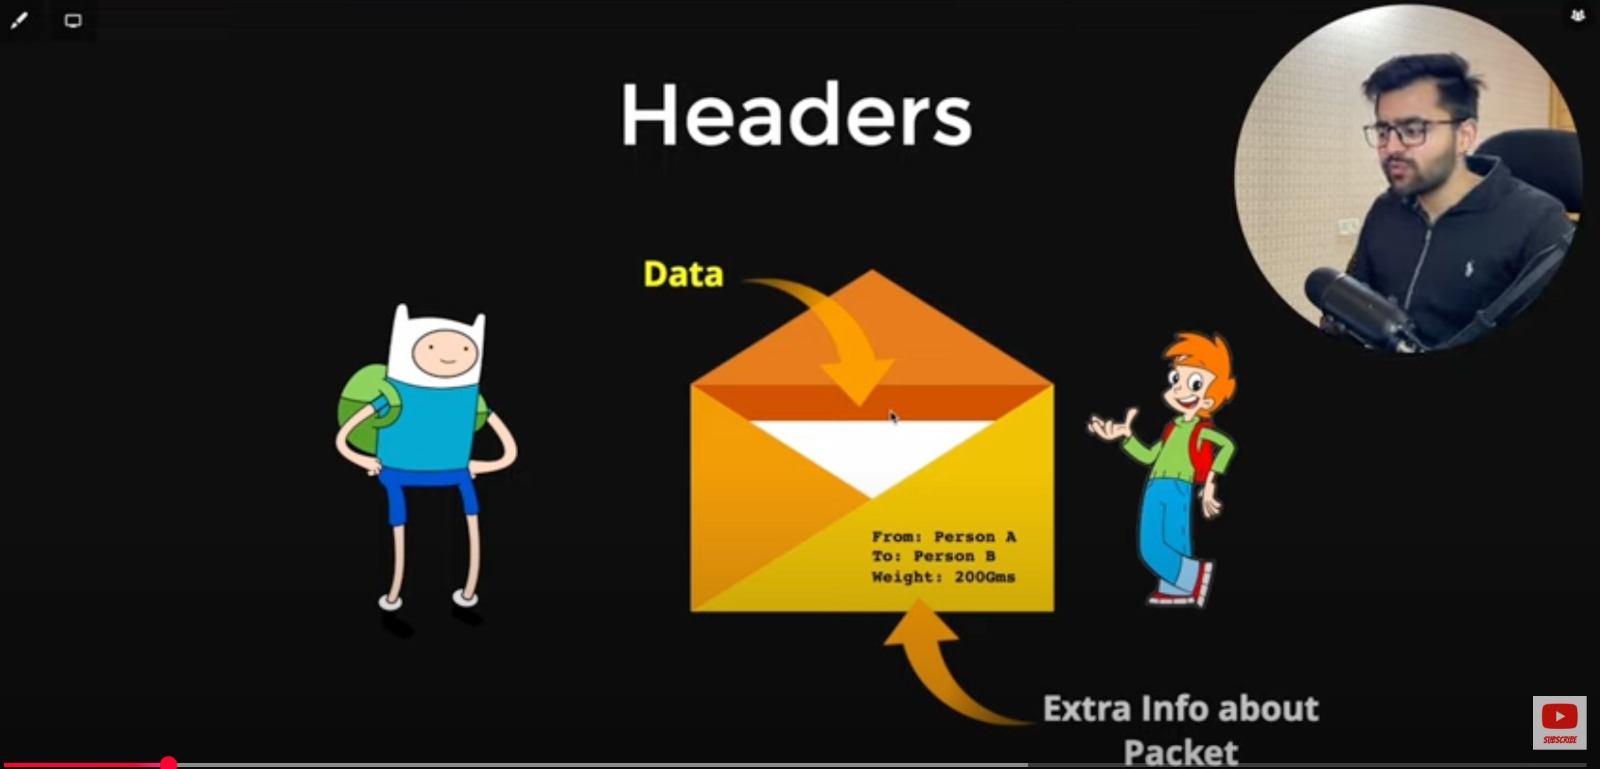 Headers
Data
From: Person A
To: Person B
Weight: 200Gms
Extra Info about
Packet
SUBSCRIBE